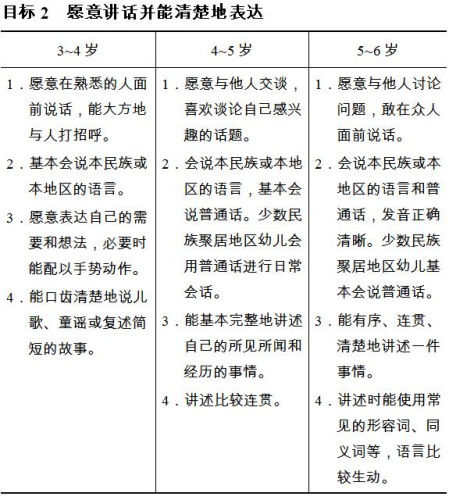 目标2 愿意讲话并能清楚地表达
3~4 岁
4~5 岁
5~6 岁
1．愿意在熟悉的人面
前说话，能大方地
与人打招呼。
2．基本会说本民族或
本地区的语言。
3．愿意表达自己的需
要和想法，必要时
能配以手势动作。
4．能口齿清楚地说儿
歌、童谣或复述简
短的故事。
1．愿意与他人交谈，
喜欢谈论自己感兴
趣的话题。
2．会说本民族或本地
区的语言，基本会
说普通话。少数民
族聚居地区幼儿会
用普通话进行日常
会话。
3．能基本完整地讲述
自己的所见所闻和
经历的事情。
4．讲述比较连贯。
1．愿意与他人讨论
问题，敢在众人
面前说话。
2．会说本民族或本
地区的语言和普
通话，发音正确
清晰。少数民族
聚居地区幼儿基
本会说普通话。
3．能有序、连贯、
清楚地讲述一件
事情。
4．讲述时能使用常
见的形容词、同
义词等，语言比
较生动。